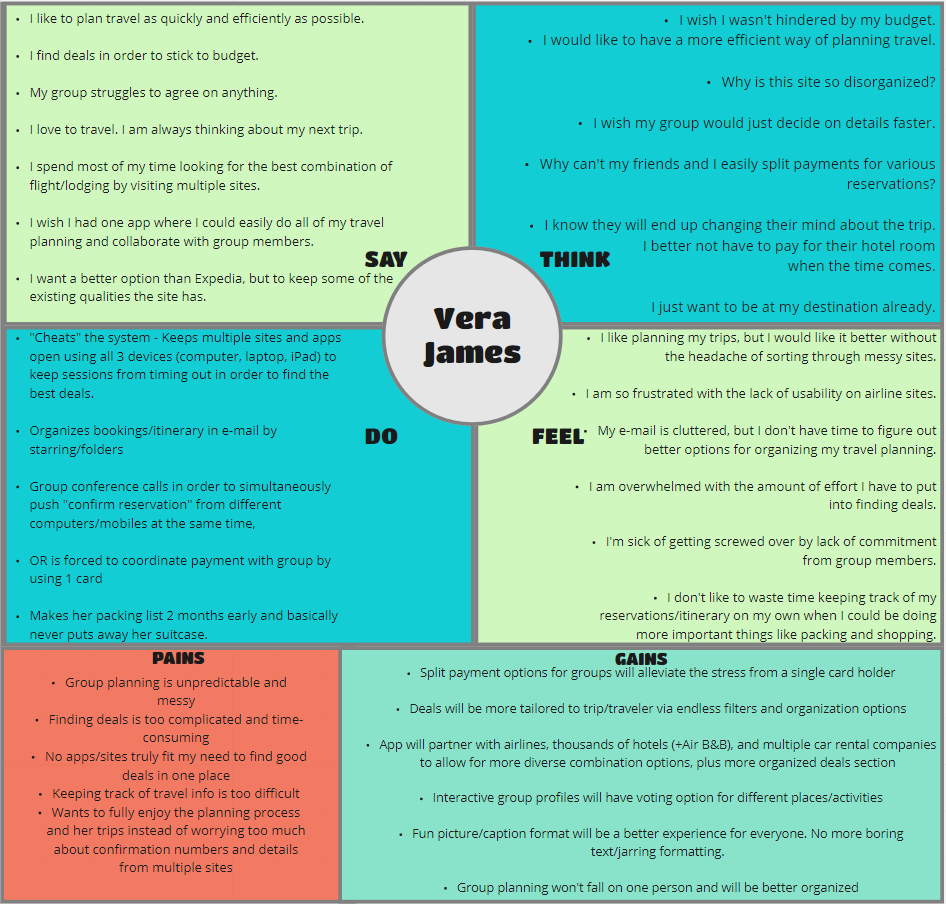 • I like to plan travel as quickly and efficiently as possible.
• I find deals in order to stick to budget.
• My group struggles to agree on anything.
• I love to travel. I am always thinking about my next trip.
• I spend most of my time looking for the best combination of
flight/lodging by visiting multiple sites.
• I wish I had one app where I could easily do all of my travel
planning and collaborate with group members.
• I want a better option than Expedia, but to keep some of the
existing qualities the site has.
SAY
• I wish I wasn't hindered by my budget.
• I would like to have a more efficient way of planning travel.
• Why is this site so disorganized?
• I wish my group would just decide on details faster.
• Why can't my friends and I easily split payments for various
reservations?
• I know they will end up changing their mind about the trip.
I better not have to pay for their hotel room
when the time comes.
I just want to be at my destination already.
THINK
Vera
James
• "Cheats" the system - Keeps multiple sites and apps
open using all 3 devices (computer, laptop, iPad) to
keep sessions from timing out in order to find the
best deals.
• Organizes bookings/itinerary in e-mail by
starring/folders
• Group conference calls in order to simultaneously
push "confirm reservation" from different
computers/mobiles at the same time,
• OR is forced to coordinate payment with group by
using 1 card
• Makes her packing list 2 months early and basically
never puts away her suitcase.
DO
• I like planning my trips, but I would like it better without
the headache of sorting through messy sites.
• I am so frustrated with the lack of usability on airline sites.
FEEL
• My e-mail is cluttered, but I don't have time to figure out
better options for organizing my travel planning.
• I am overwhelmed with the amount of effort I have to put
into finding deals.
• I'm sick of getting screwed over by lack of commitment
from group members.
• I don't like to waste time keeping track of my
reservations/itinerary on my own when I could be doing
more important things like packing and shopping.
PAINS
• Group planning is unpredictable and
messy
• Finding deals is too complicated and time-
consuming
• No apps/sites truly fit my need to find good
deals in one place
• Keeping track of travel info is too difficult
• Wants to fully enjoy the planning process
and her trips instead of worrying too much
about confirmation numbers and details
from multiple sites
GAINS
• Split payment options for groups will alleviate the stress from a single card holder
• Deals will be more tailored to trip/traveler via endless filters and organization options
• App will partner with airlines, thousands of hotels (+Air B&B), and multiple car rental companies
to allow for more diverse combination options, plus more organized deals section
• Interactive group profiles will have voting option for different places/activities
• Fun picture/caption format will be a better experience for everyone. No more boring
text/jarring formatting.
• Group planning won't fall on one person and will be better organized